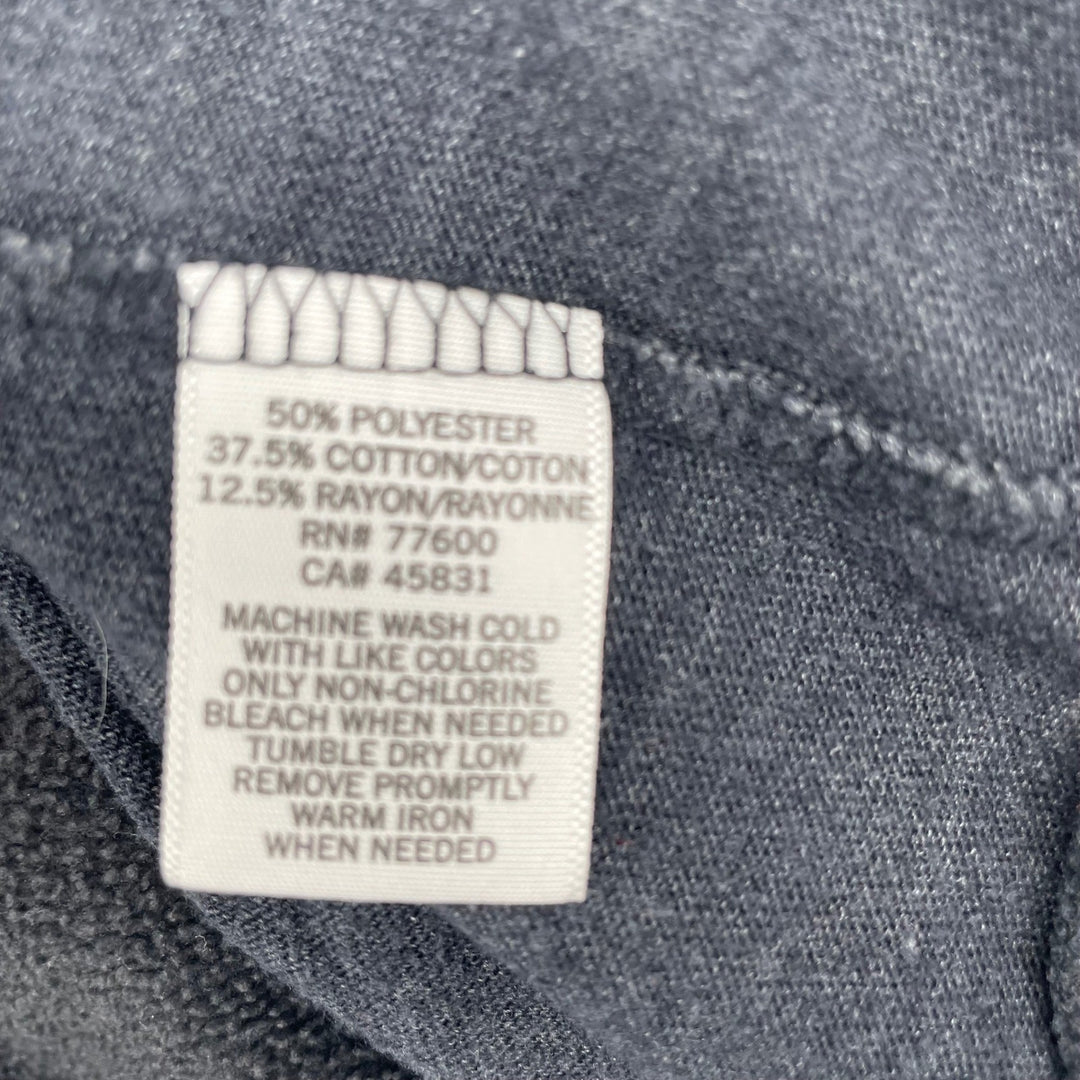 50% POLYESTER
37.5% COTTON/COTON
12.5% RAYON/RAYONNE
RN# 77600
CA# 45831
MACHINE WASH COLD
WITH LIKE COLORS
ONLY NON-CHLORINE
BLEACH WHEN NEEDED
TUMBLE DRY LOW
REMOVE PROMPTLY
WARM IRON
WHEN NEEDED